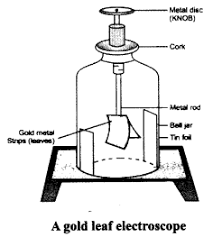 Metal disc
(KNOB)
Cork
Metal rod
Gold metal
Strips (leaves)
Bell jar
Tin foil
A gold leaf electroscope